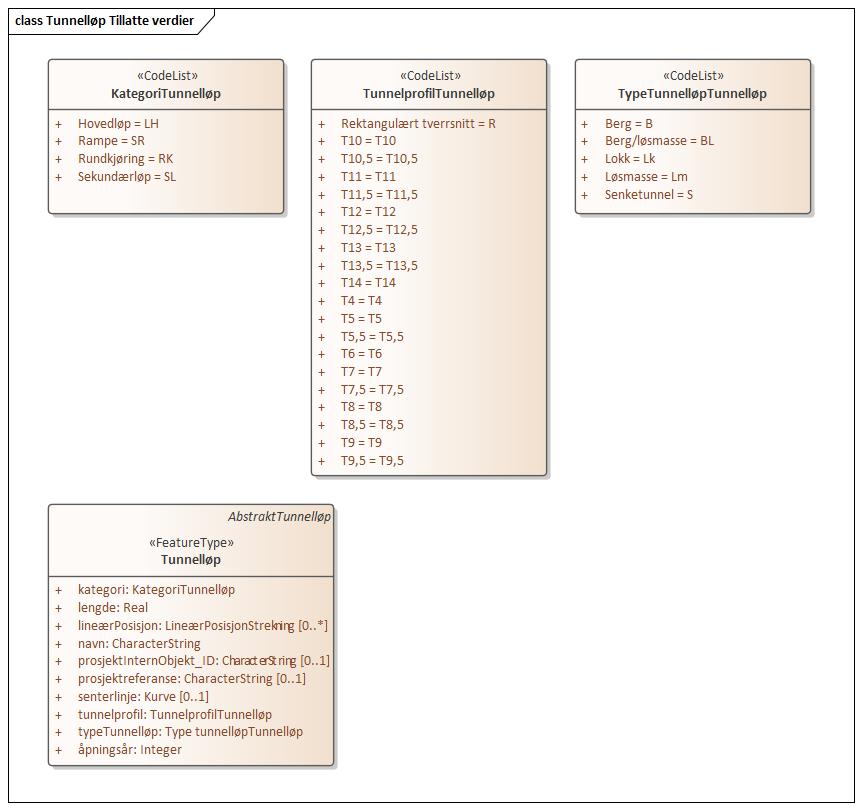 class Tunnelløp Tillatte verdier
«CodeList»
KategoriTunnelløp
+ Hovedløp = LH
+ Rampe = SR
+ Rundkjøring = RK
+ Sekundærløp = SL
«CodeList»
TunnelprofilTunnelløp
+ Rektangulært tverrsnitt = R
+ T10 = T10
+ T10,5 = T10,5
+ T11 = T11
+ T11,5 = T11,5
+ T12 = T12
+ T12,5 = T12,5
+ T13 = T13
+ T13,5 = T13,5
+ T14 = T14
+ T4 = T4
+ T5 = T5
+ T5,5 = T5,5
+ T6 = T6
+ T7 = T7
+ T7,5 = T7,5
+ T8 = T8
+ T8,5 = T8,5
+ T9 = T9
+ T9,5 = T9,5
«CodeList»
TypeTunnelløpTunnelløp
+ Berg = B
+ Berg/løsmasse = BL
+ Lokk = Lk
+ Løsmasse = Lm
+ Senketunnel = S
AbstraktTunnelløp
«FeatureType»
Tunnelløp
+ kategori: KategoriTunnelløp
+ lengde: Real
+ lineærPosisjon: LineærPosisjonStrekning [0..*]
+ navn: CharacterString
+ prosjektInternObjekt_ID: CharacterString [0..1]
+ prosjektreferanse: CharacterString [0..1]
+ senterlinje: Kurve [0..1]
+ tunnelprofil: TunnelprofilTunnelløp
+ typeTunnelløp: Type tunnelløpTunnelløp
+ åpningsår: Integer